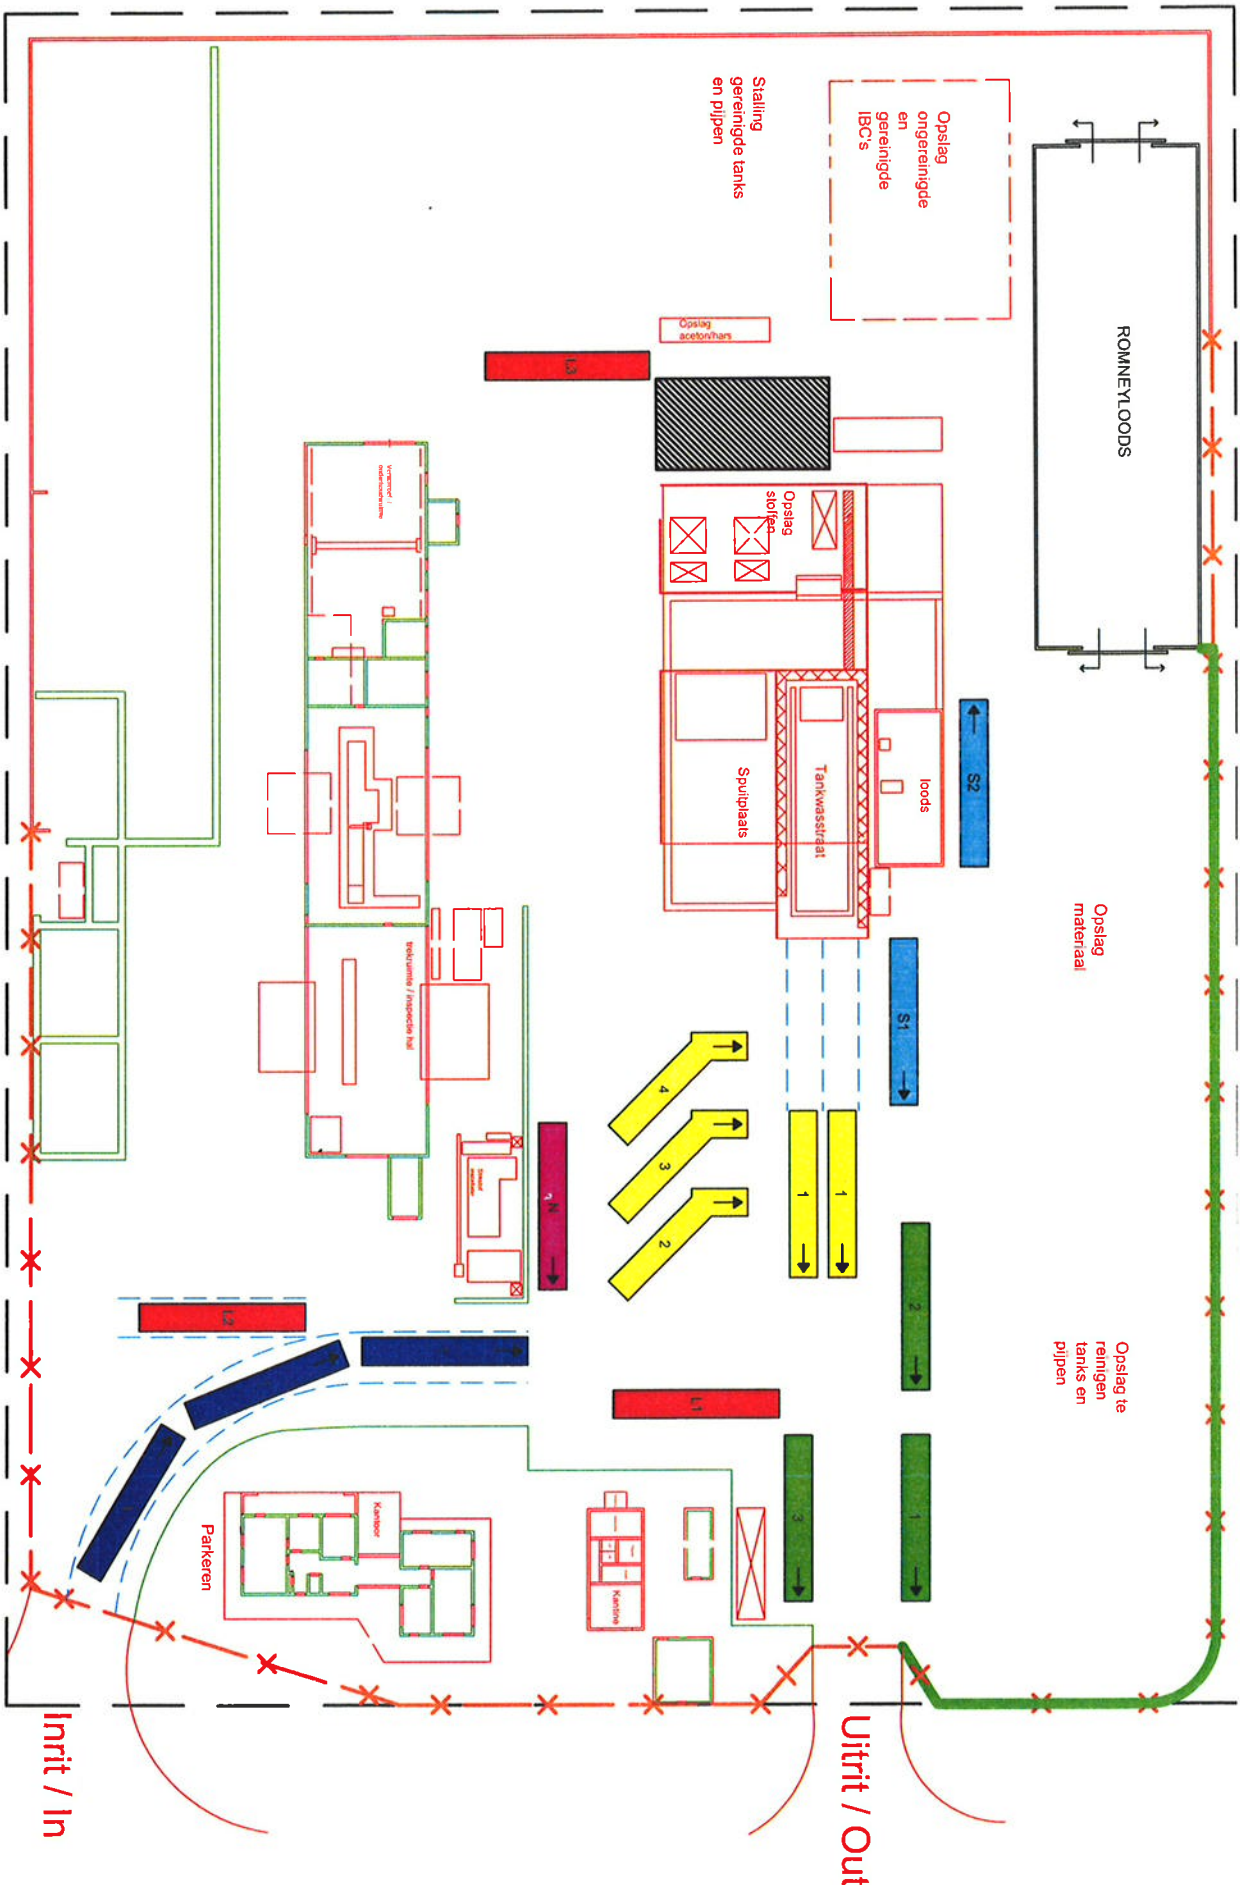 Stalling
gereinigde tanks
en pijpen
Opslag
ongereinigde
en
gereinigde
IBC's
ROMNEYLOODS
Opslag
aceton/hars
L3
Opslag
stoffen
Spuitplaats
Tankwasstraat
loods
S2
Opslag
materiaal
S1
trekruimte / inspectie hal
4
3
2
1
1
N
2
Opslag te
reinigen
tanks en
pijpen
L2
L1
3
1
Kantoor
Parkeren
Kantine
Inrit / In
Uitrit / Out